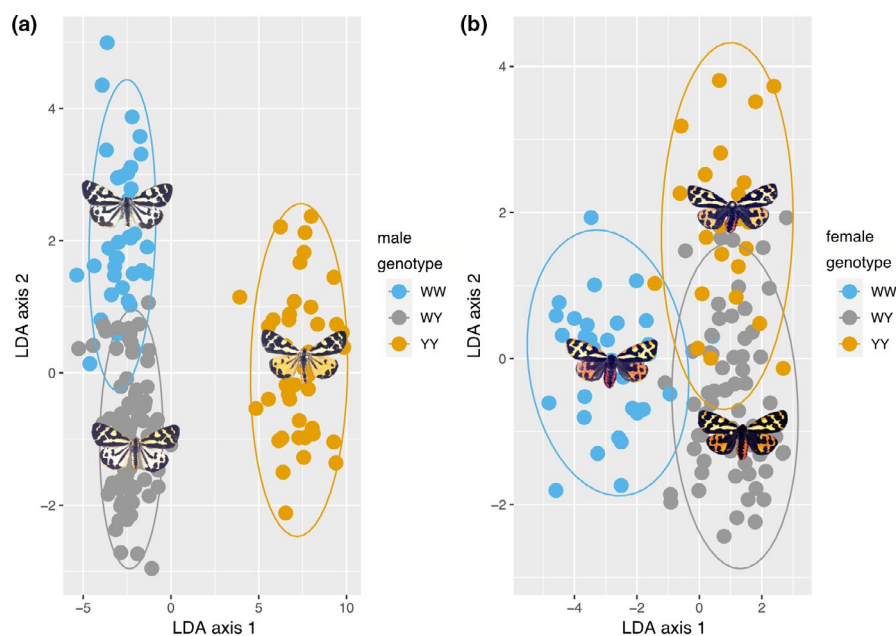 (a)
4
2
0
−2
LDA axis 2
−5
0
5
10
LDA axis 1
male
genotype
WW
WY
YY
(b)
4
2
0
−2
LDA axis 2
−4
−2
0
2
LDA axis 1
female
genotype
WW
WY
YY